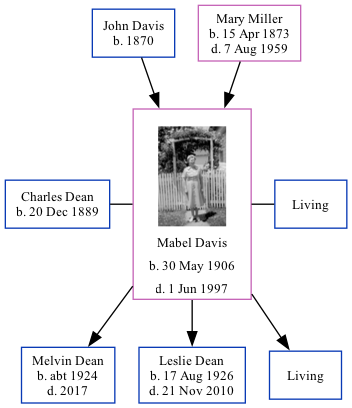 John Davis
b. 1870
Mary Miller
b. 15 Apr 1873
d. 7 Aug 1959
Charles Dean
b. 20 Dec 1889
Mabel Davis
b. 30 May 1906
d. 1 Jun 1997
Living
Melvin Dean
b. abt 1924
d. 2017
Leslie Dean
b. 17 Aug 1926
d. 21 Nov 2010
Living